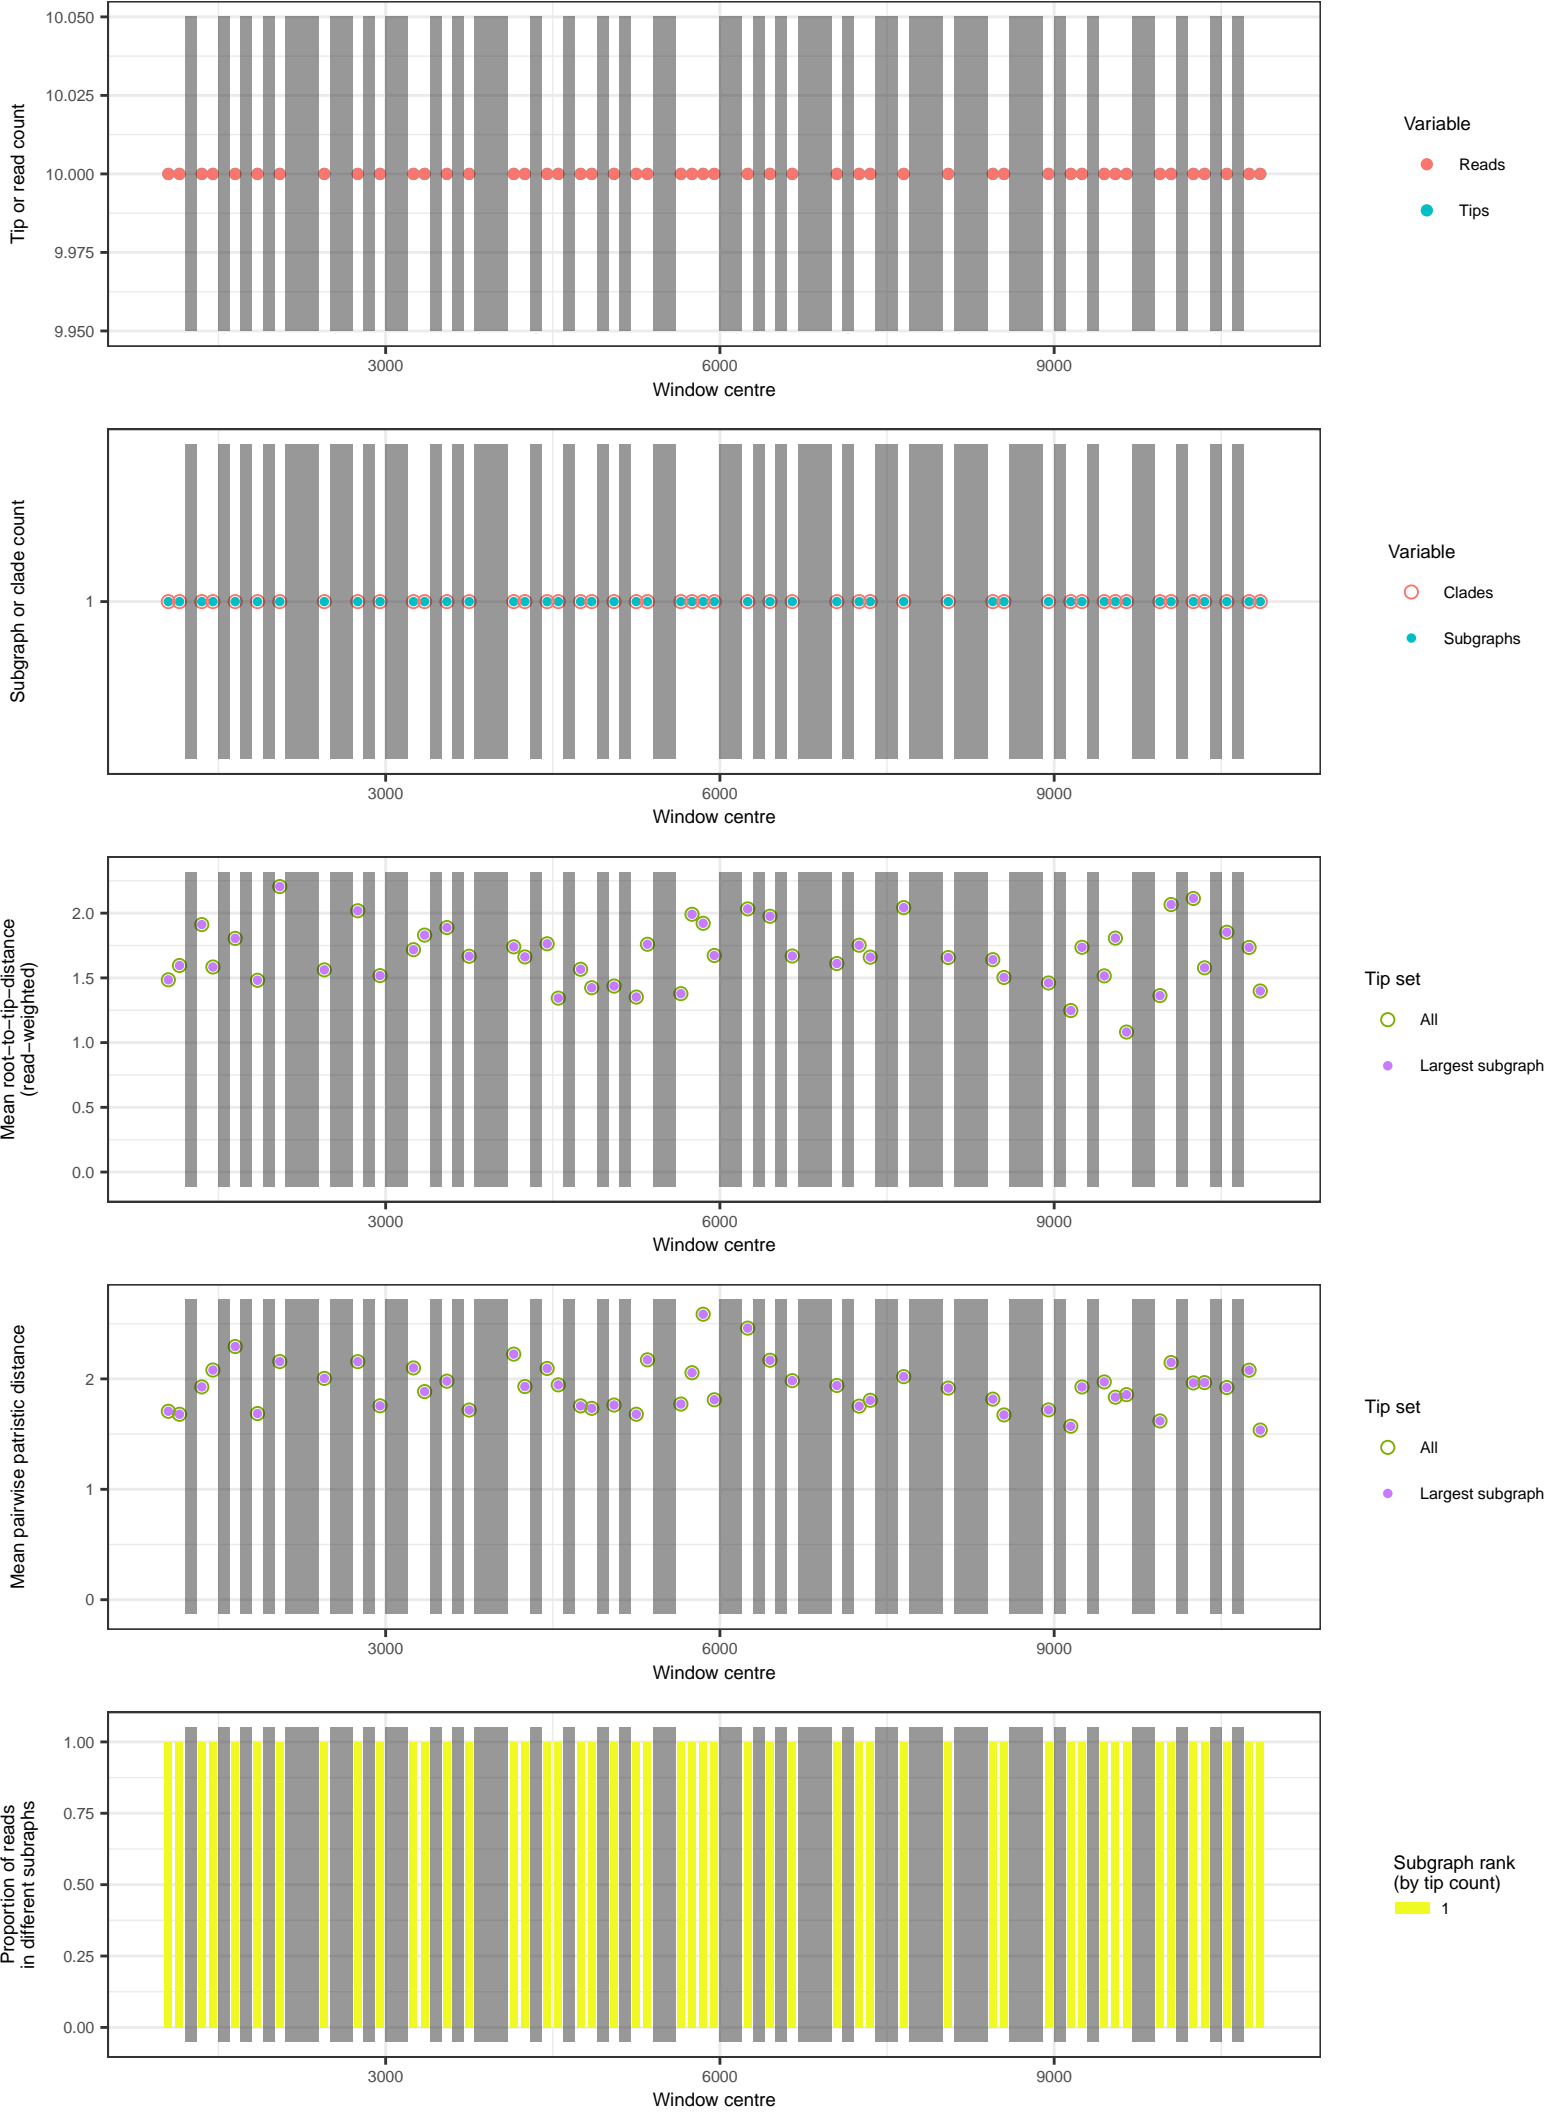 10.050
10.025
10.000
9.975
9.950
Tip or read count
3000
6000
9000
Window centre
Variable
Reads
Tips
1
Subgraph or clade count
3000
6000
9000
Window centre
Variable
Clades
Subgraphs
2.0
1.5
1.0
0.5
0.0
Mean root−to−tip−distance
(read−weighted)
3000
6000
9000
Window centre
Tip set
All
Largest subgraph
2
1
0
Mean pairwise patristic distance
3000
6000
9000
Window centre
Tip set
All
Largest subgraph
1.00
0.75
0.50
0.25
0.00
Proportion of reads
in different subraphs
3000
6000
9000
Window centre
Subgraph rank
(by tip count)
1